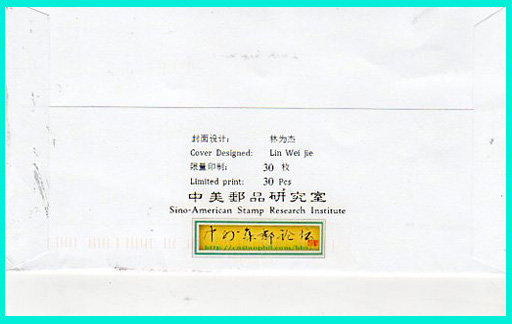 封面设计: 林为杰
Cover Designed: Lin Wei jie
限量印制: 30 枚
Limited print: 30 Pcs
中美郵品研究室
Sino-American Stamp Research Institute